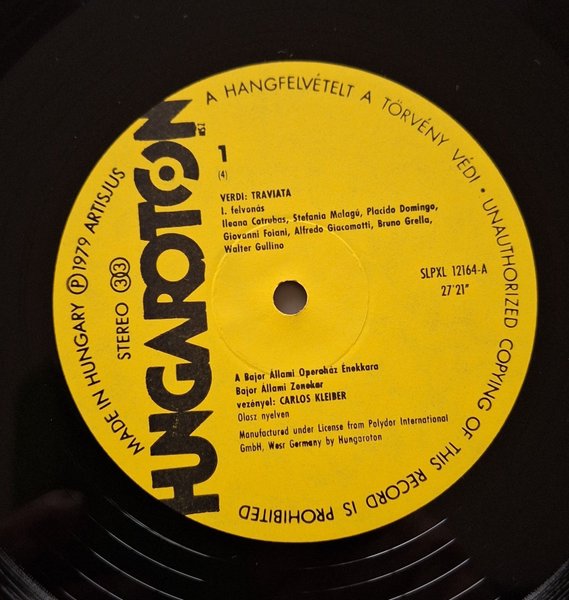 A HANGFELVÉTELT A TÖRVÉNY VÉDI • UNAUTHORIZED COPYING OF THIS RECORD IS PROHIBITED
MADE IN HUNGARY Ⓟ 1979 ARTISJUS
STEREO 33
HUNGAROTON
MSZ
1
(4)
VERDI: TRAVIATA
I. felvonás
Ileana Cotrubas, Stefania Malagú, Placido Domingo,
Giovanni Foiani, Alfredo Giacomotti, Bruno Grella,
Walter Gullino
SLPXL 12164-A
27'21"
A Bajor Állami Operaház Énekkara
Bajor Állami Zenekar
vezényel: CARLOS KLEIBER
Olasz nyelven
Manufactured under License from Polydor International
GmbH, Wesr Germany by Hungaroton